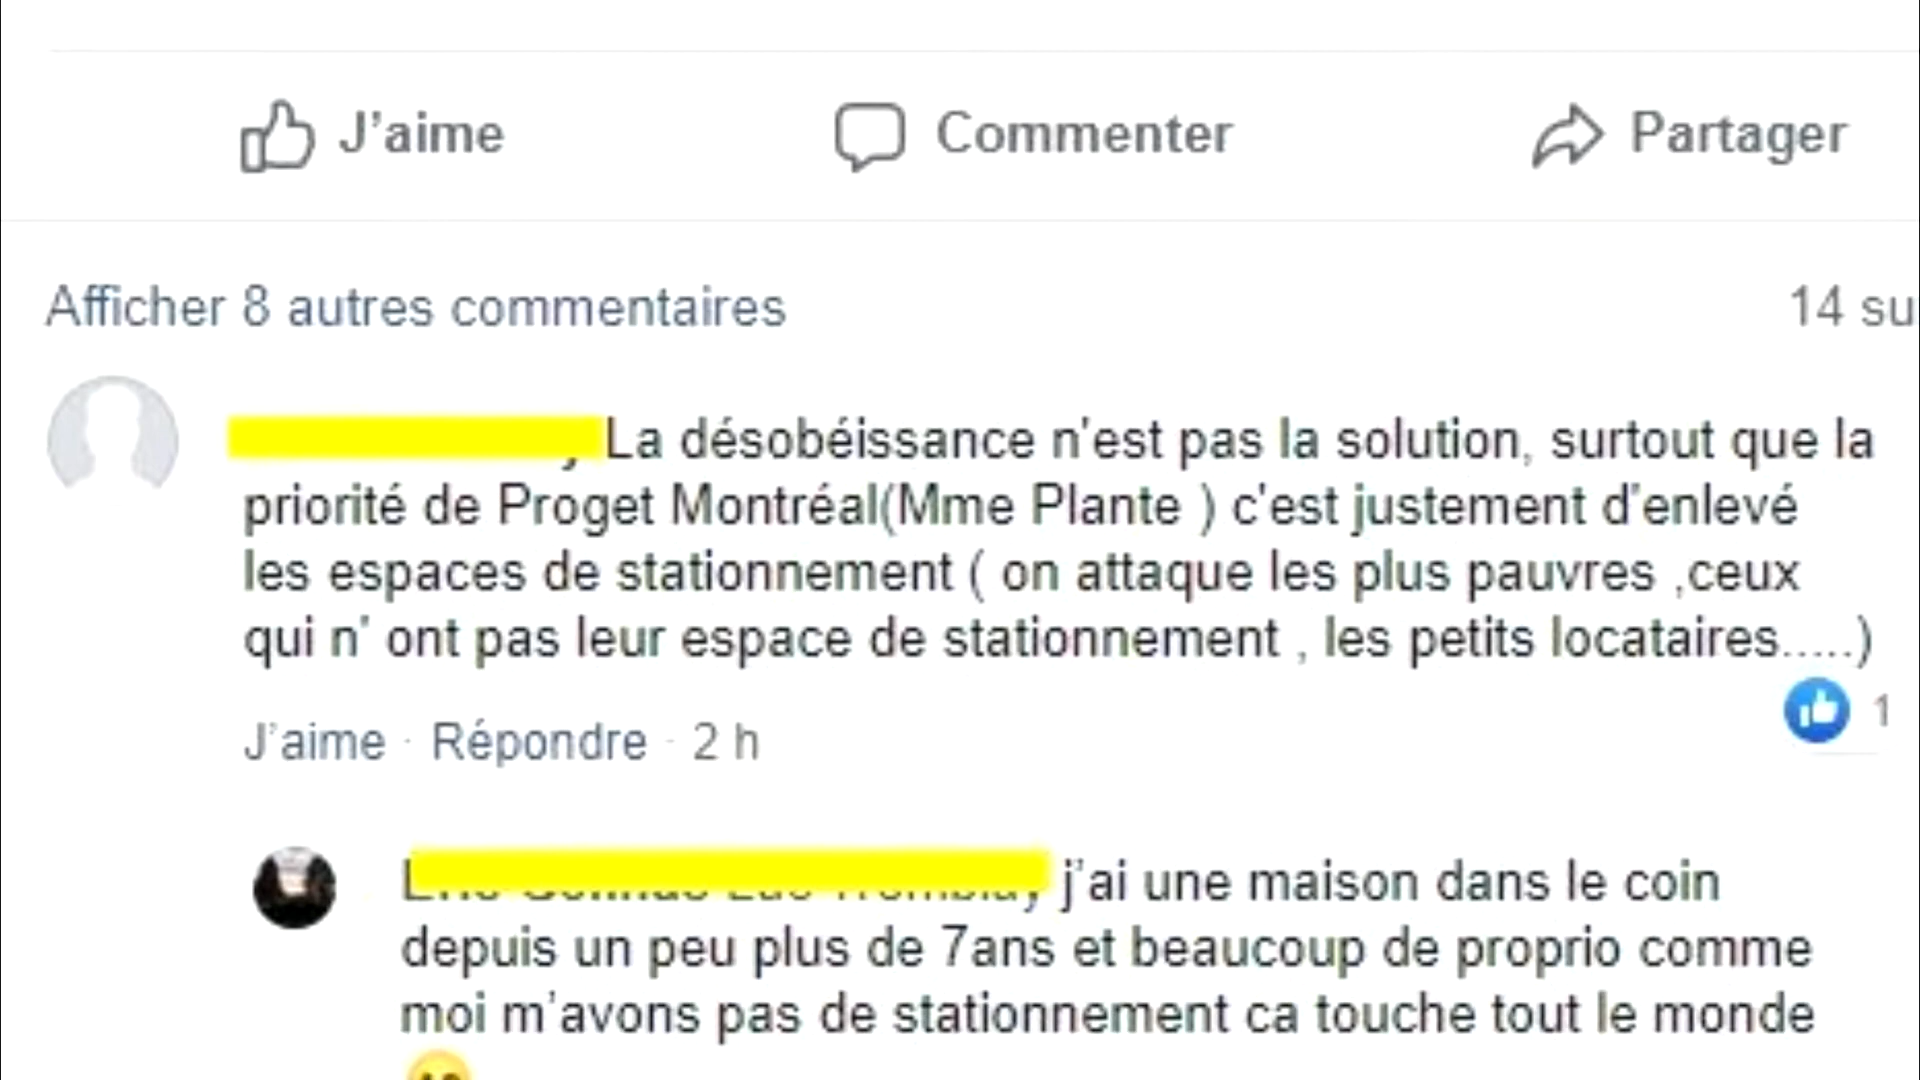 J'aime
Commenter
Partager
Afficher 8 autres commentaires
14 su
La désobéissance n'est pas la solution, surtout que la
priorité de Proget Montréal(Mme Plante ) c'est justement d'enlevé
les espaces de stationnement ( on attaque les plus pauvres ,ceux
qui n' ont pas leur espace de stationnement , les petits locataires.....)
1
J'aime · Répondre · 2 h
j'ai une maison dans le coin
depuis un peu plus de 7ans et beaucoup de proprio comme
moi m'avons pas de stationnement ca touche tout le monde